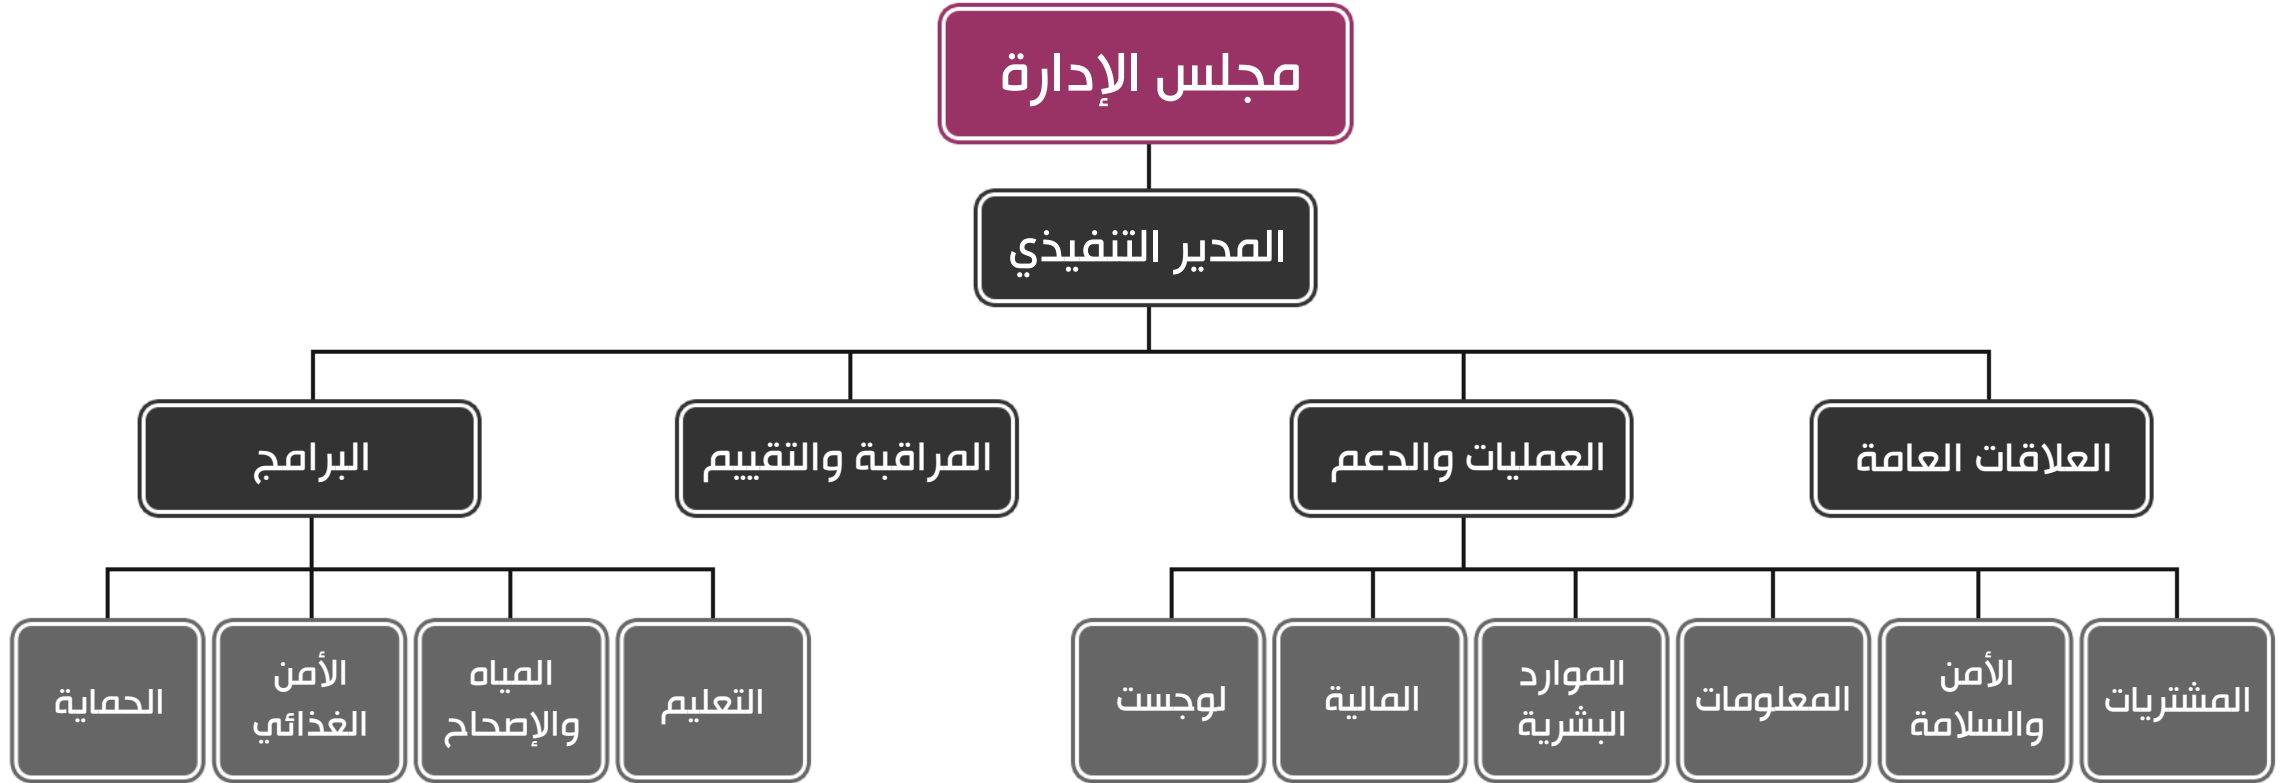 مجلس الإدارة
المدير التنفيذي
العلاقات العامة
العمليات والدعم
المراقبة والتقييم
البرامج
المشتريات
الأمن
والسلامة
المعلومات
الموارد
البشرية
المالية
لوجست
التعليم
المياه
والإصحاح
الأمن
الغذائي
الحماية